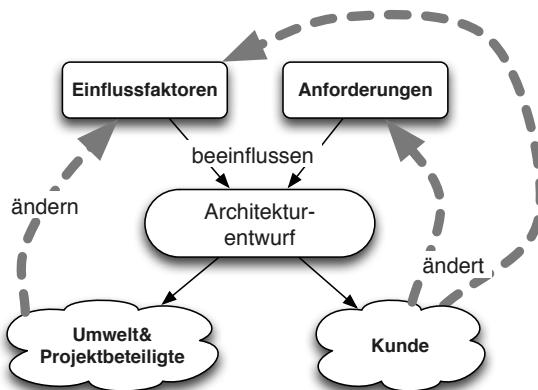 Einflussfaktoren
Anforderungen
beeinflussen
ändern
Architektur-
entwurf
ändert
Umwelt&
Projektbeteiligte
Kunde